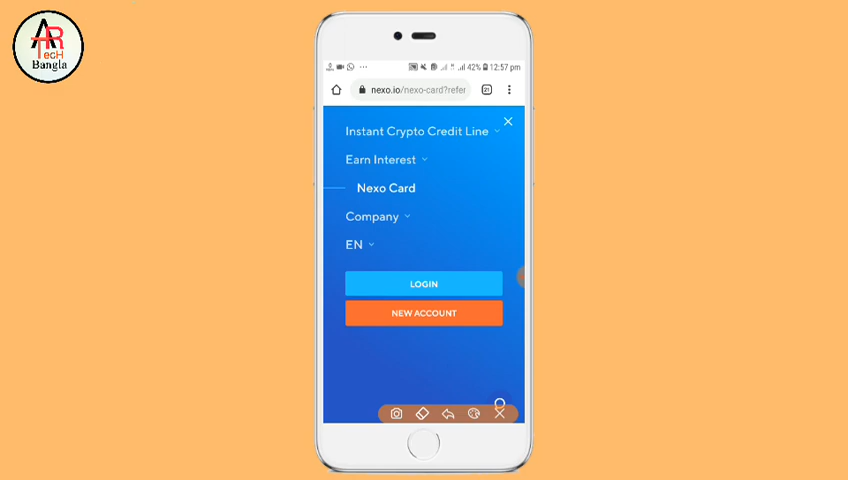 AR
TecH
Bangla
42% 12:57 pm
nexo.io/nexo-card?refer
21
Instant Crypto Credit Line
Earn Interest
Nexo Card
Company
EN
LOGIN
NEW ACCOUNT